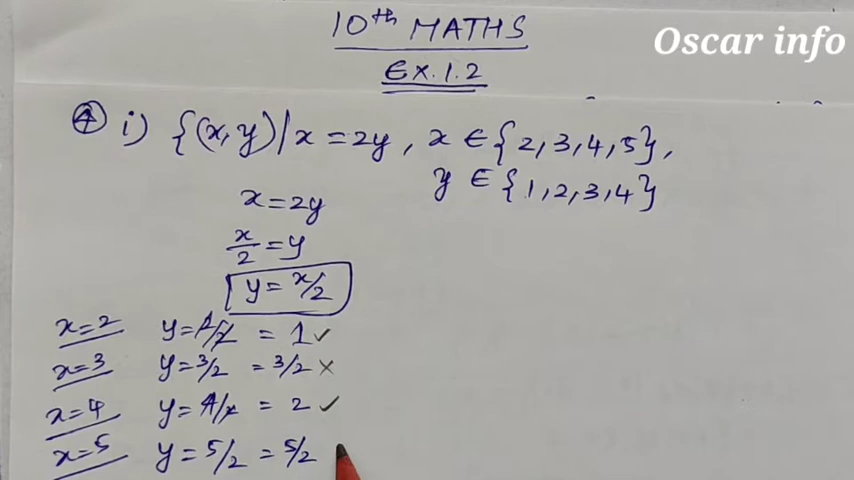 10th MATHS
Oscar info
Ex.1.2
④ i) {(x,y)/x = 2y, x ∈ {2,3,4,5},
y ∈ {1,2,3,4}
x=2y
x/2 = y
y = x/2
x=2 y=2/2 = 1 ✓
x=3 y=3/2 = 3/2 ×
x=4 y=4/2 = 2 ✓
x=5 y = 5/2 = 5/2